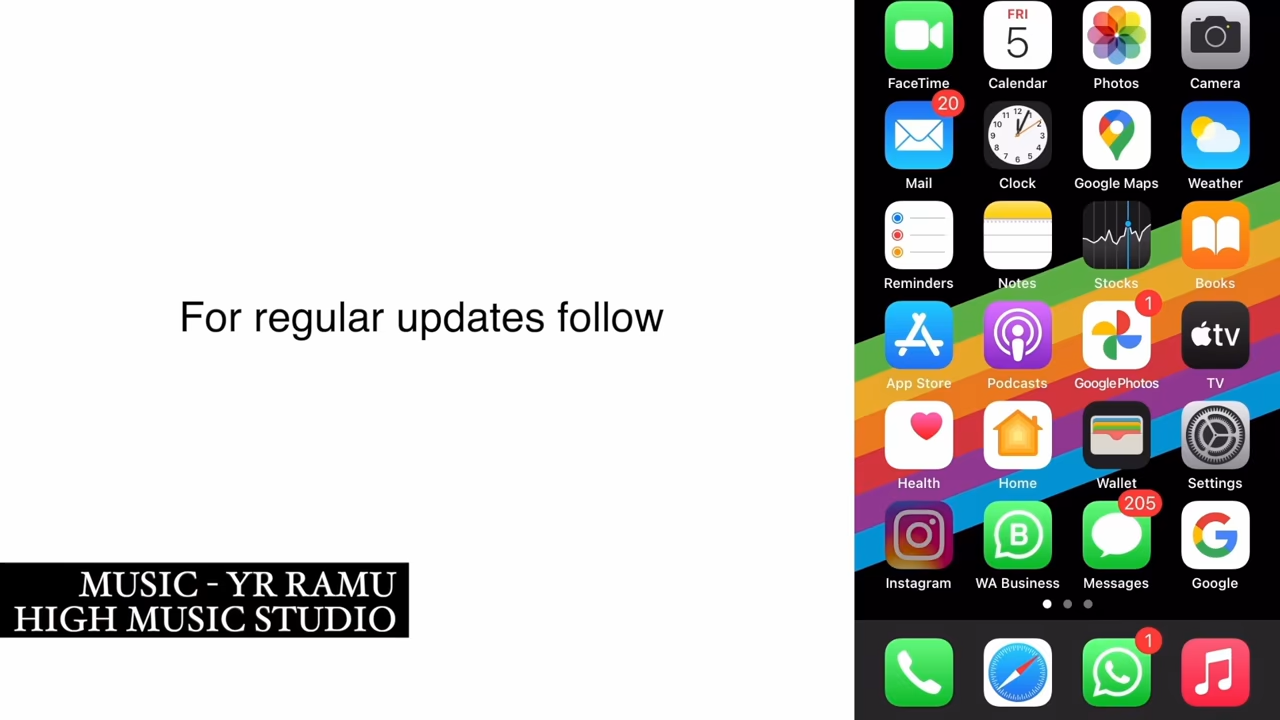 For regular updates follow
MUSIC - YR RAMU
HIGH MUSIC STUDIO
FRI
5
FaceTime
Calendar
Photos
Camera
20
Mail
Clock
Google Maps
Weather
Reminders
Notes
Stocks
Books
1
tv
App Store
Podcasts
GooglePhotos
TV
Health
Home
Wallet
Settings
205
B
G
Instagram
WA Business
Messages
Google
1